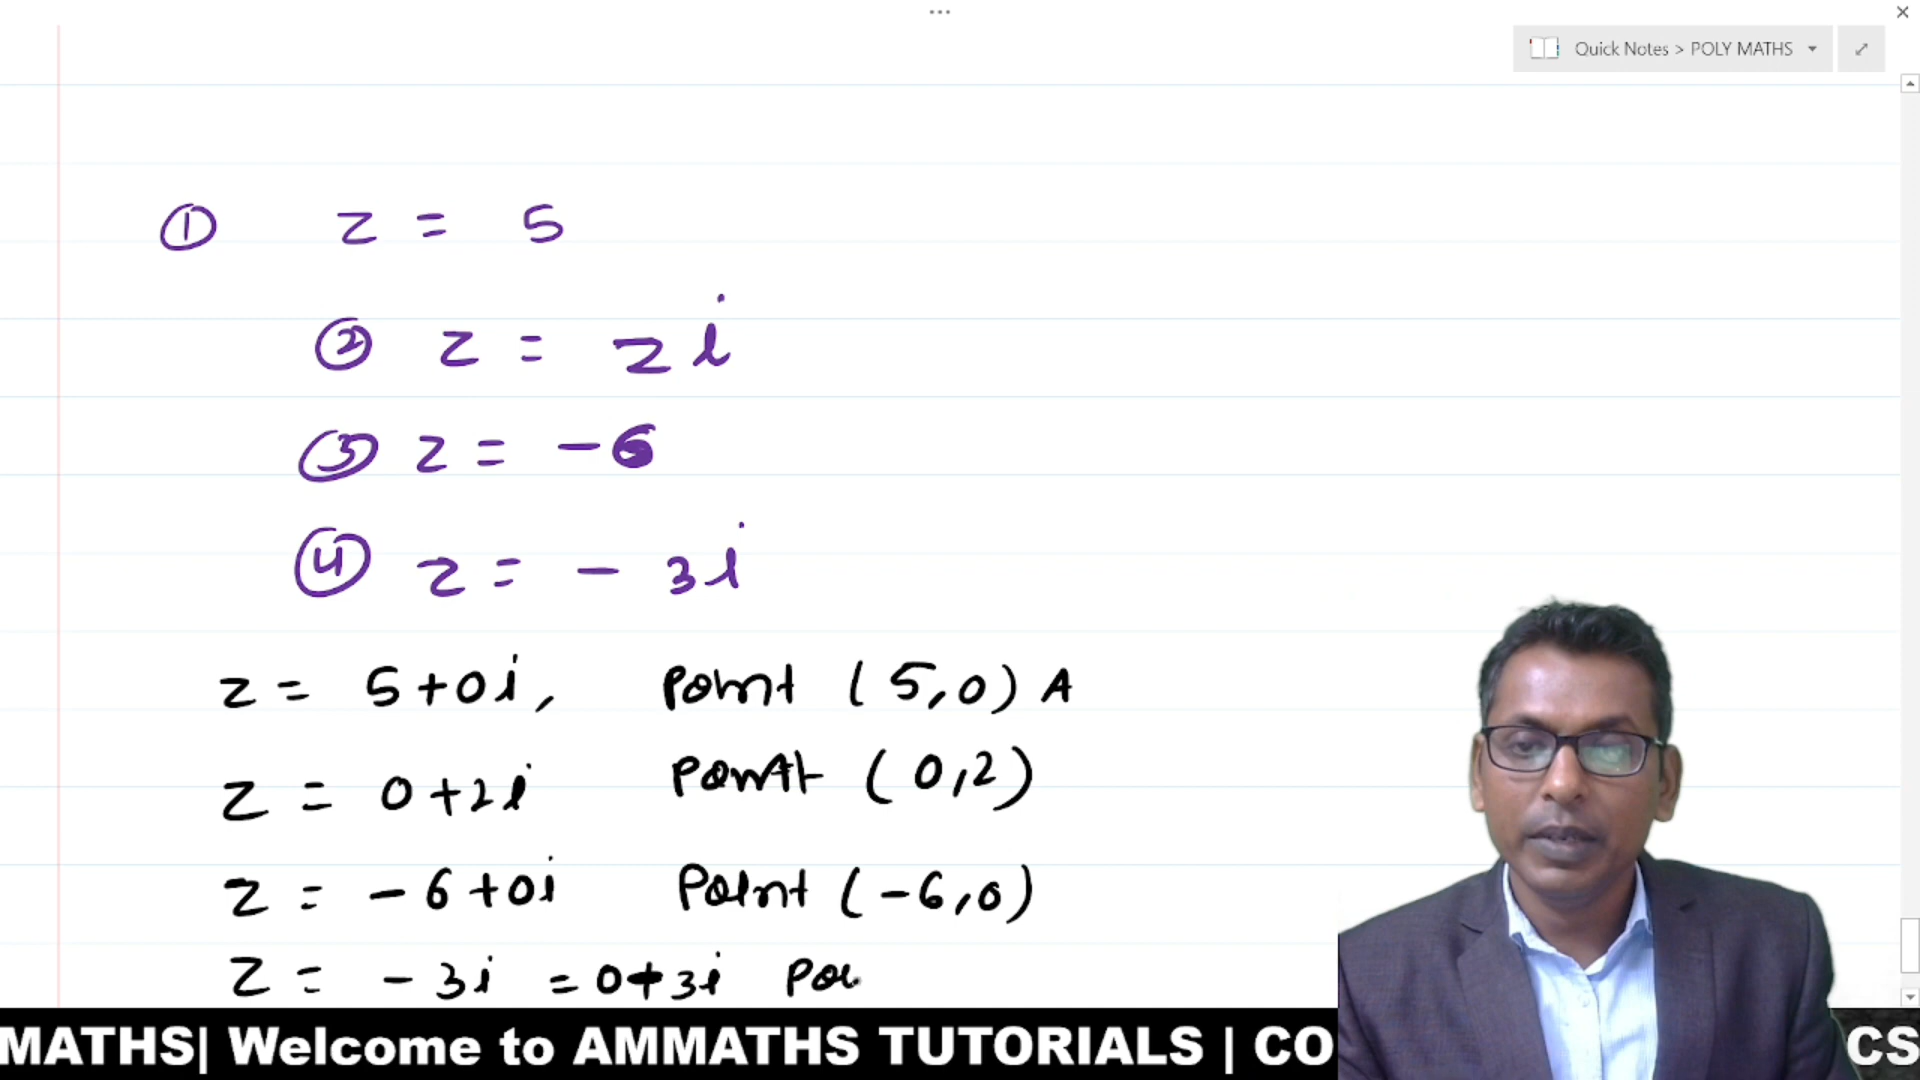 Quick Notes > POLY MATHS
① z = 5
② z = 2i
③ z = -6
④ z = - 3i
z = 5+0i, Point (5,0) A
z = 0+2i Point (0,2)
z = -6+0i Point (-6,0)
z = -3i = 0+3i Poi
MATHS| Welcome to AMMATHS TUTORIALS | CO CS